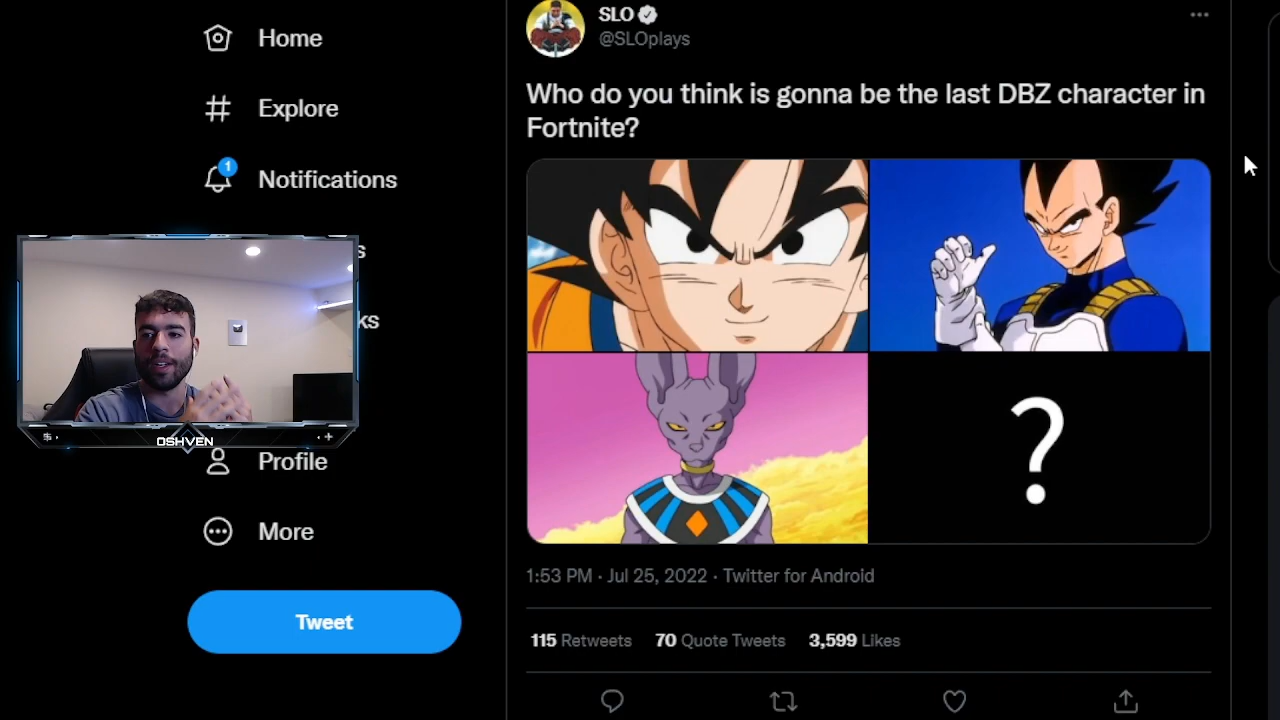 Home
Explore
1
Notifications
s
ks
OSHVEN
Profile
More
Tweet
SLO
@SLOplays
Who do you think is gonna be the last DBZ character in
Fortnite?
?
1:53 PM · Jul 25, 2022 · Twitter for Android
115 Retweets 70 Quote Tweets 3,599 Likes